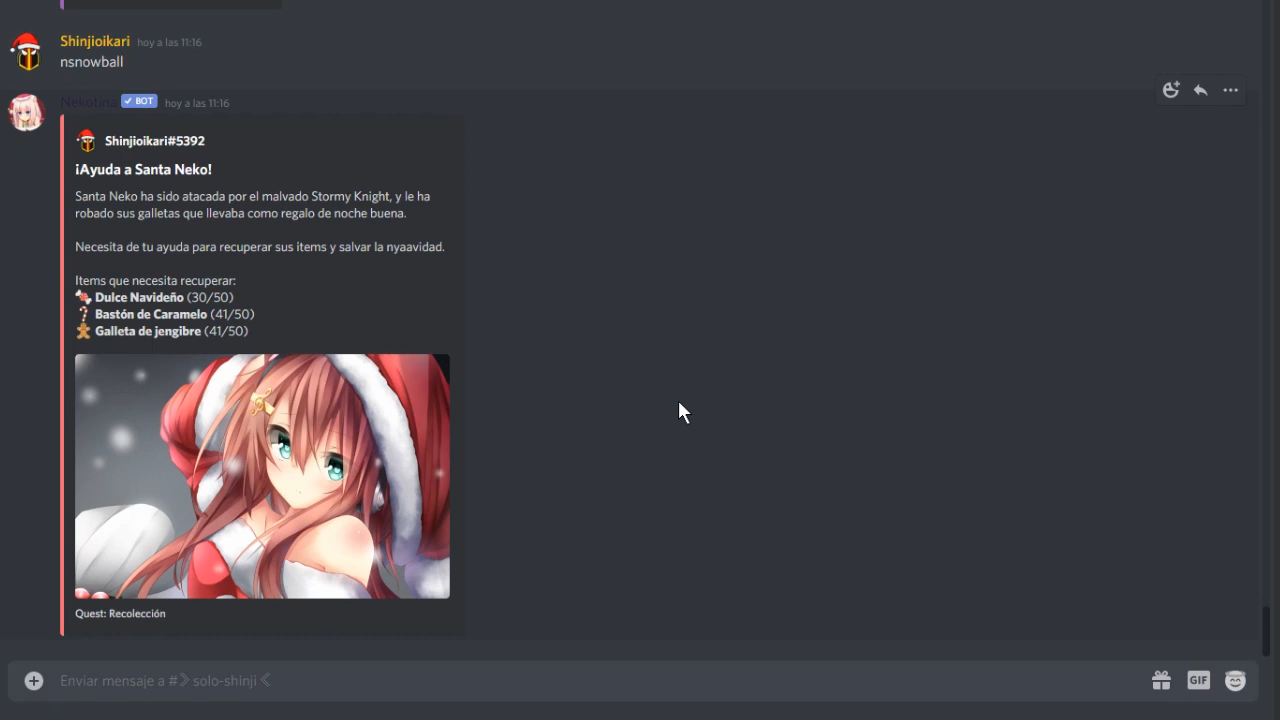 Shinjioikari hoy a las 11:16
nsnowball
Nekotina ✓ BOT hoy a las 11:16
Shinjioikari#5392
¡Ayuda a Santa Neko!
Santa Neko ha sido atacada por el malvado Stormy Knight, y le ha
robado sus galletas que llevaba como regalo de noche buena.
Necesita de tu ayuda para recuperar sus items y salvar la nyaavidad.
Items que necesita recuperar:
Dulce Navideño (30/50)
Bastón de Caramelo (41/50)
Galleta de jengibre (41/50)
Quest: Recolección
Enviar mensaje a #》solo-shinji《
GIF